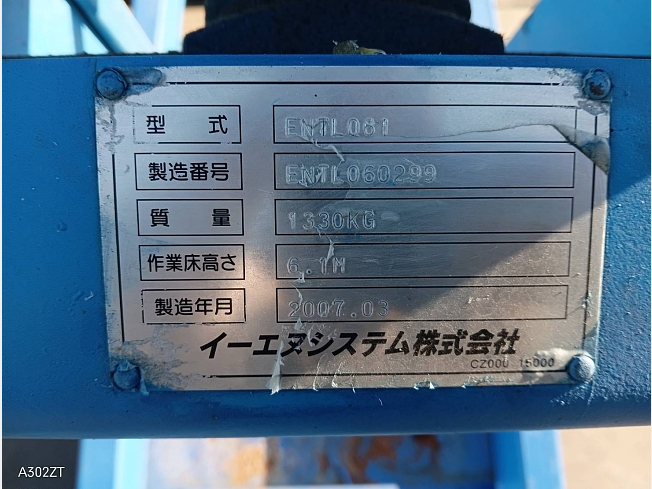 型 式 ENTL061
製造番号 ENTL060299
質 量 1330KG
作業床高さ 6.1M
製造年月 2007.03
イーエヌシステム株式会社
CZ000 15000
A302ZT